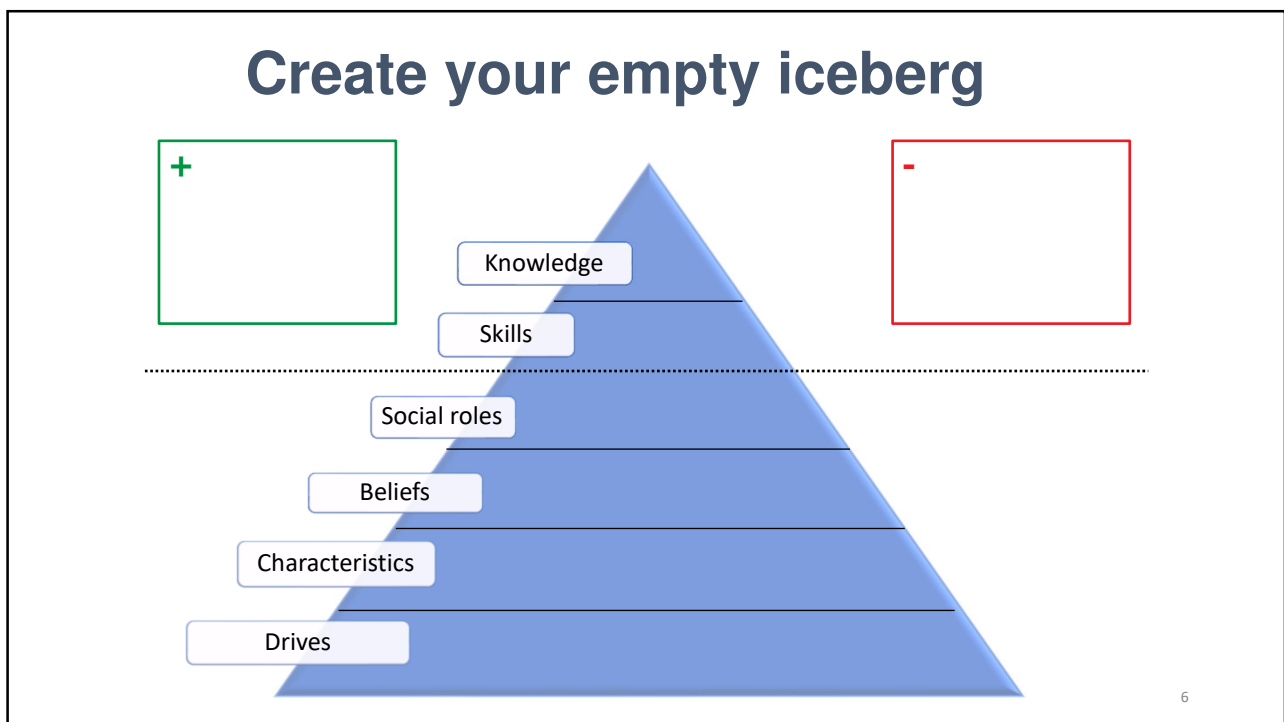 Create your empty iceberg
+
-
Knowledge
Skills
Social roles
Beliefs
Characteristics
Drives
6